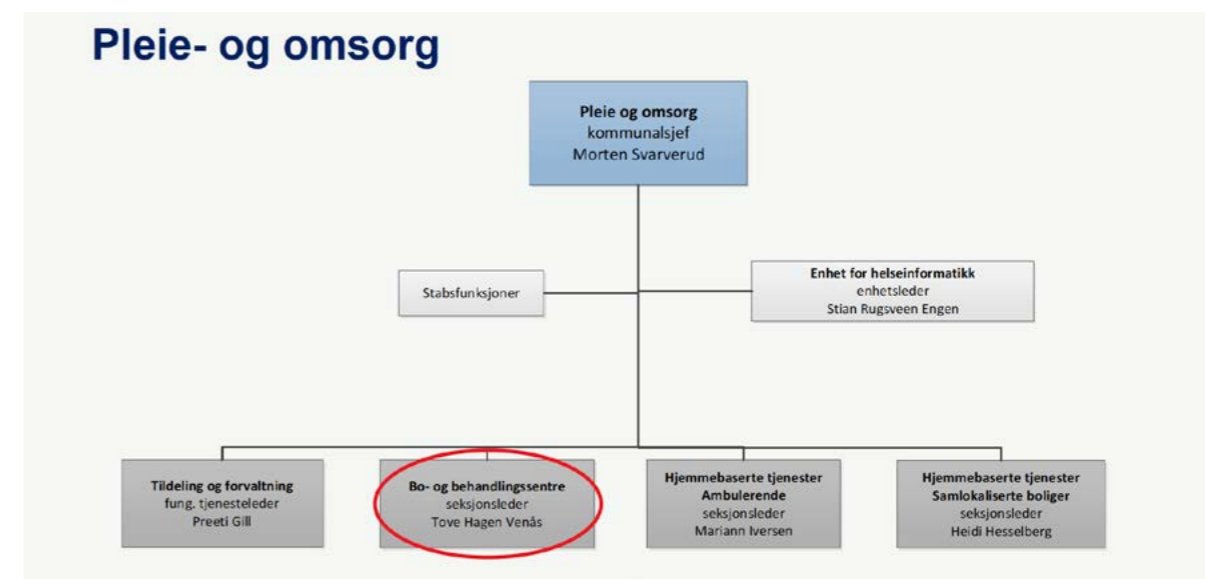 Pleie- og omsorg
Pleie og omsorg
kommunalsjef
Morten Svarverud
Stabsfunksjoner
Enhet for helseinformatikk
enhetsleder
Stian Rugsveen Engen
Tildeling og forvaltning
fung. tjenesteleder
Preeti Gill
Bo- og behandlingssentre
seksjonsleder
Tove Hagen Venås
Hjemmebaserte tjenester
Ambulerende
seksjonsleder
Mariann Iversen
Hjemmebaserte tjenester
Samlokaliserte boliger
seksjonsleder
Heidi Hesselberg